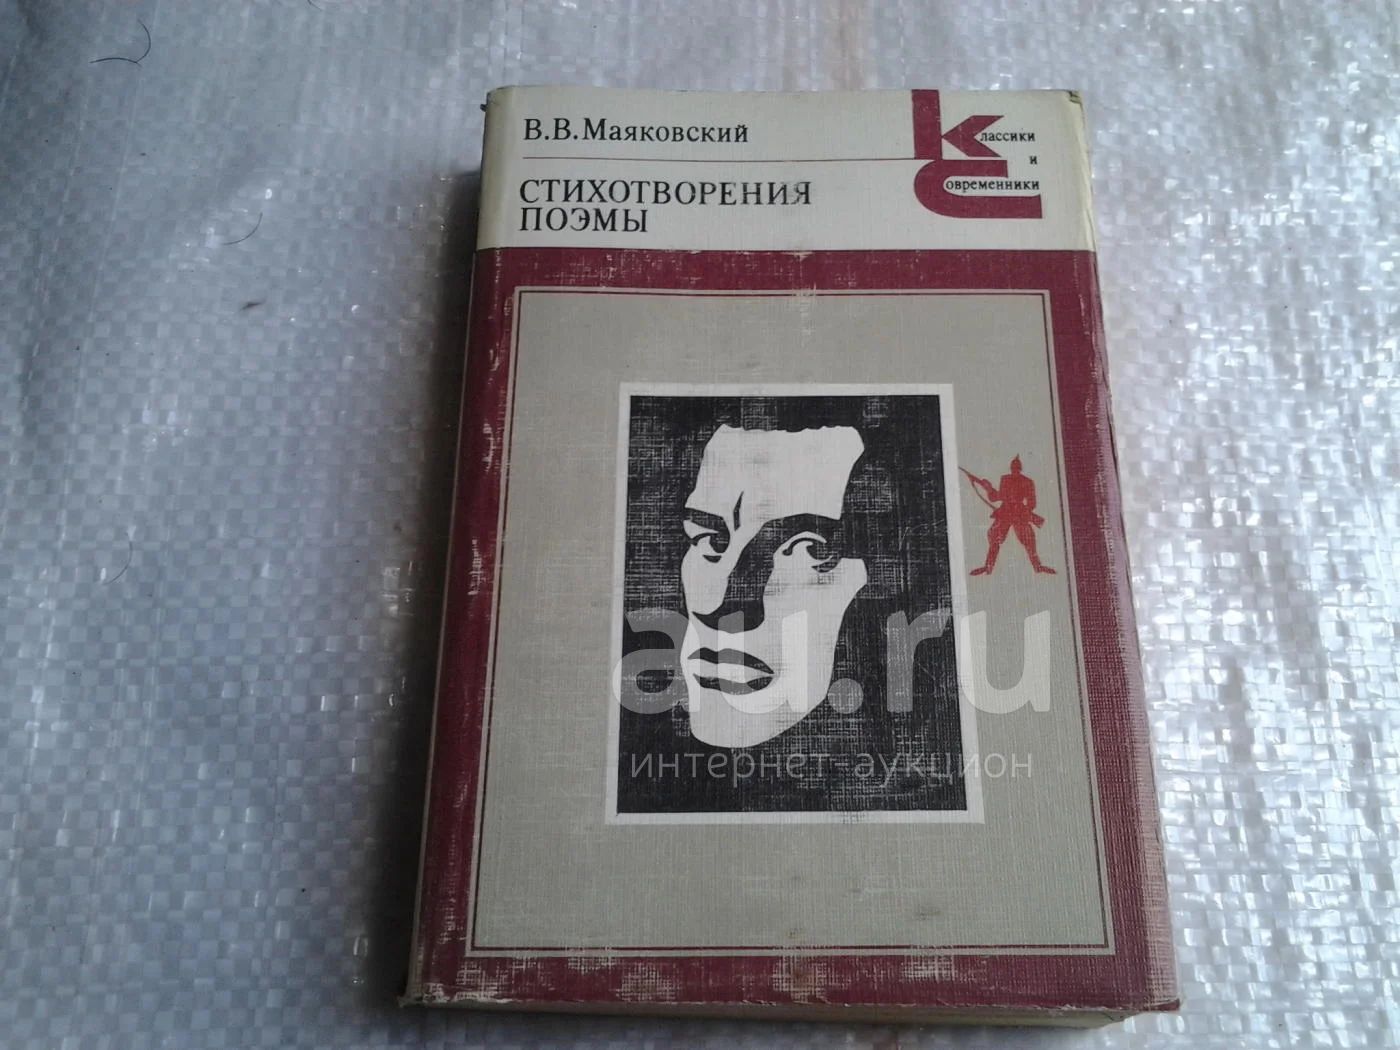 В.В.Маяковский
СТИХОТВОРЕНИЯ
ПОЭМЫ
Классики
и
Современники
au.ru
интернет-аукцион